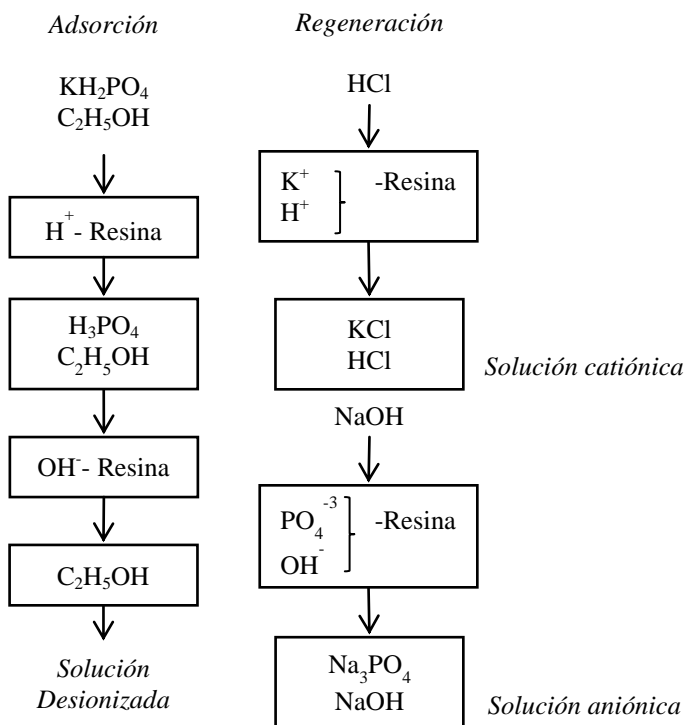 Adsorción
KH₂PO₄
C₂H₅OH
H⁺- Resina
H₃PO₄
C₂H₅OH
OH⁻- Resina
C₂H₅OH
Solución
Desionizada
Regeneración
HCl
K⁺ -Resina
H⁺
KCl
HCl
Solución catiónica
NaOH
PO₄⁻³ -Resina
OH⁻
Na₃PO₄
NaOH
Solución aniónica